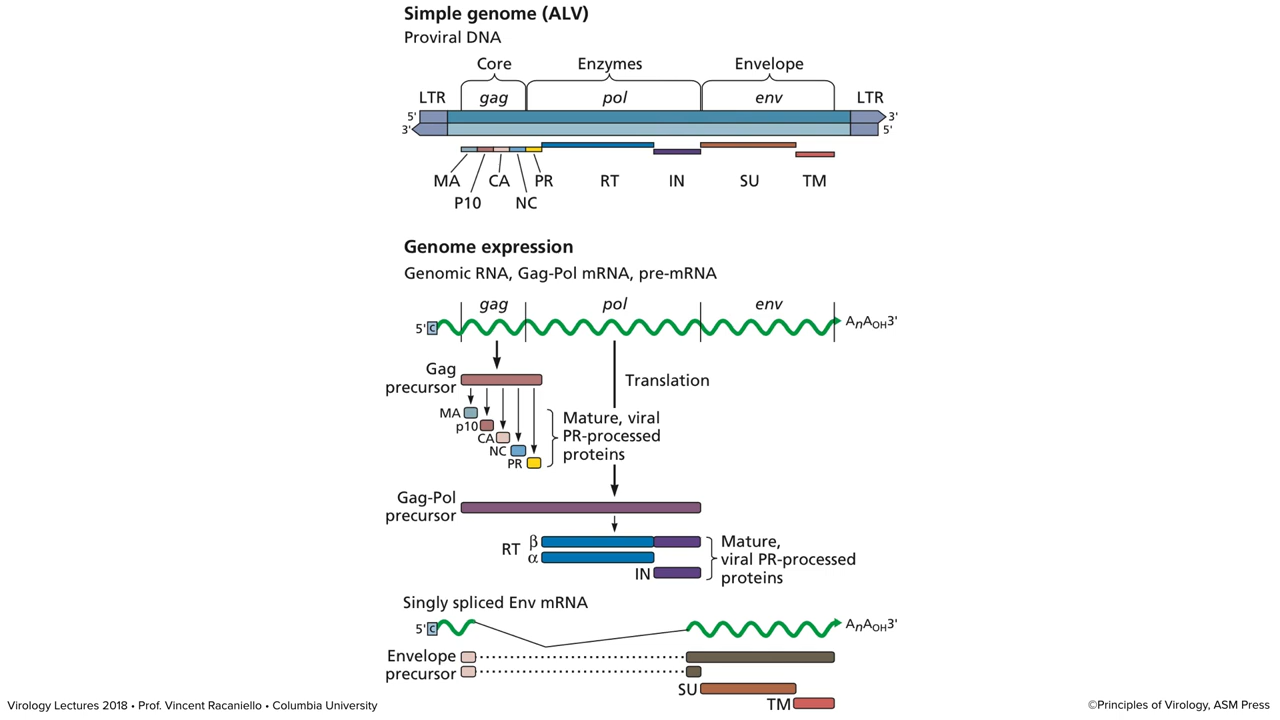 Simple genome (ALV)
Proviral DNA
Core Enzymes Envelope
LTR gag pol env LTR
5' 3'
3' 5'
MA CA PR RT IN SU TM
P10 NC
Genome expression
Genomic RNA, Gag-Pol mRNA, pre-mRNA
gag pol env
5' C AnAOH3'
Gag
precursor
Translation
MA
p10
CA
NC
PR
Mature, viral
PR-processed
proteins
Gag-Pol
precursor
RT β
α
IN
Mature,
viral PR-processed
proteins
Singly spliced Env mRNA
5' C AnAOH3'
Envelope
precursor
SU
TM
Virology Lectures 2018 • Prof. Vincent Racaniello • Columbia University
©Principles of Virology, ASM Press